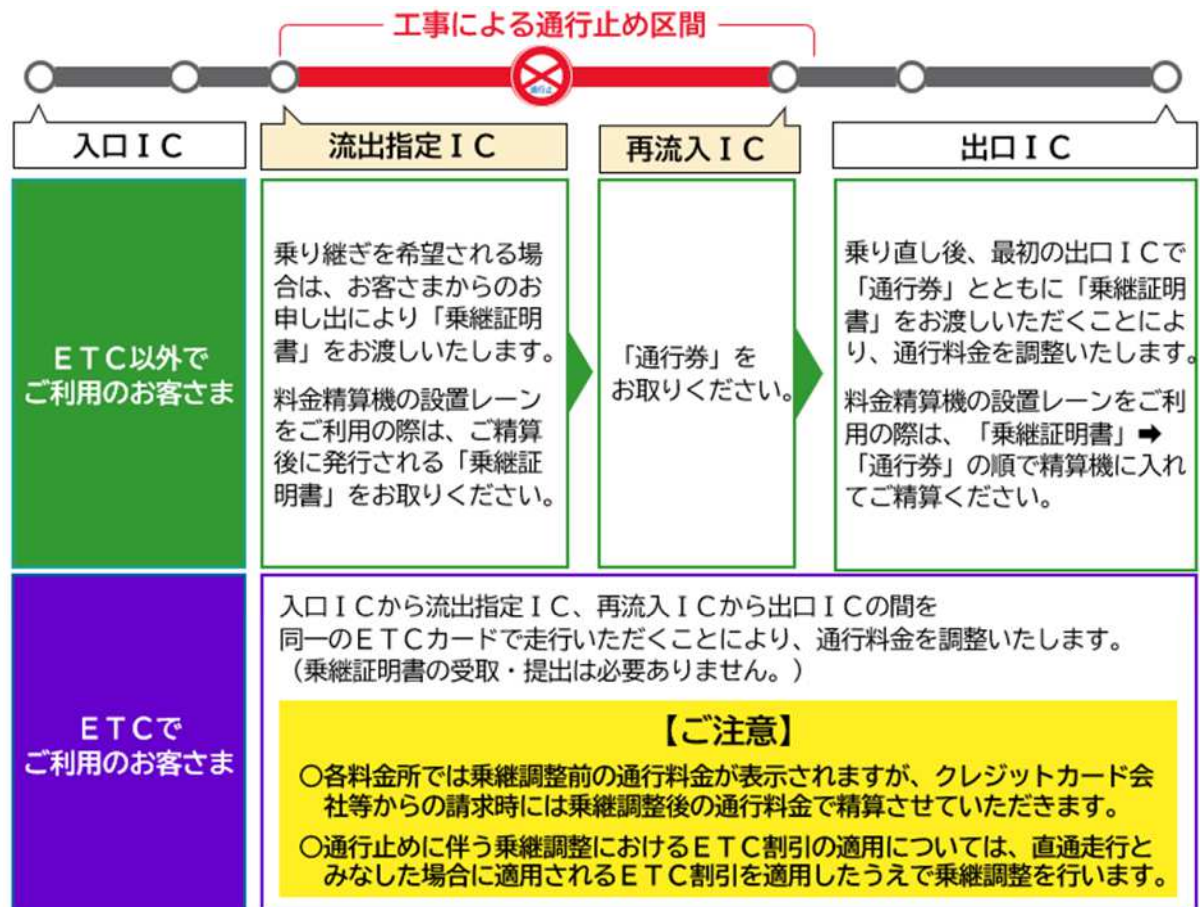 工事による通行止め区間
通行止
入口ＩＣ
流出指定ＩＣ
再流入ＩＣ
出口ＩＣ
ＥＴＣ以外で
ご利用のお客さま
乗り継ぎを希望される場
合は、お客さまからのお
申し出により「乗継証明
書」をお渡しいたします。
料金精算機の設置レーン
をご利用の際は、ご精算
後に発行される「乗継証
明書」をお取りください。
「通行券」を
お取りください。
乗り直し後、最初の出口ＩＣで
「通行券」とともに「乗継証明
書」をお渡しいただくことによ
り、通行料金を調整いたします。
料金精算機の設置レーンをご利
用の際は、「乗継証明書」➡
「通行券」の順で精算機に入れ
てご精算ください。
ＥＴＣで
ご利用のお客さま
入口ＩＣから流出指定ＩＣ、再流入ＩＣから出口ＩＣの間を
同一のＥＴＣカードで走行いただくことにより、通行料金を調整いたします。
（乗継証明書の受取・提出は必要ありません。）
【ご注意】
○各料金所では乗継調整前の通行料金が表示されますが、クレジットカード会
社等からの請求時には乗継調整後の通行料金で精算させていただきます。
○通行止めに伴う乗継調整におけるＥＴＣ割引の適用については、直通走行と
みなした場合に適用されるＥＴＣ割引を適用したうえで乗継調整を行います。